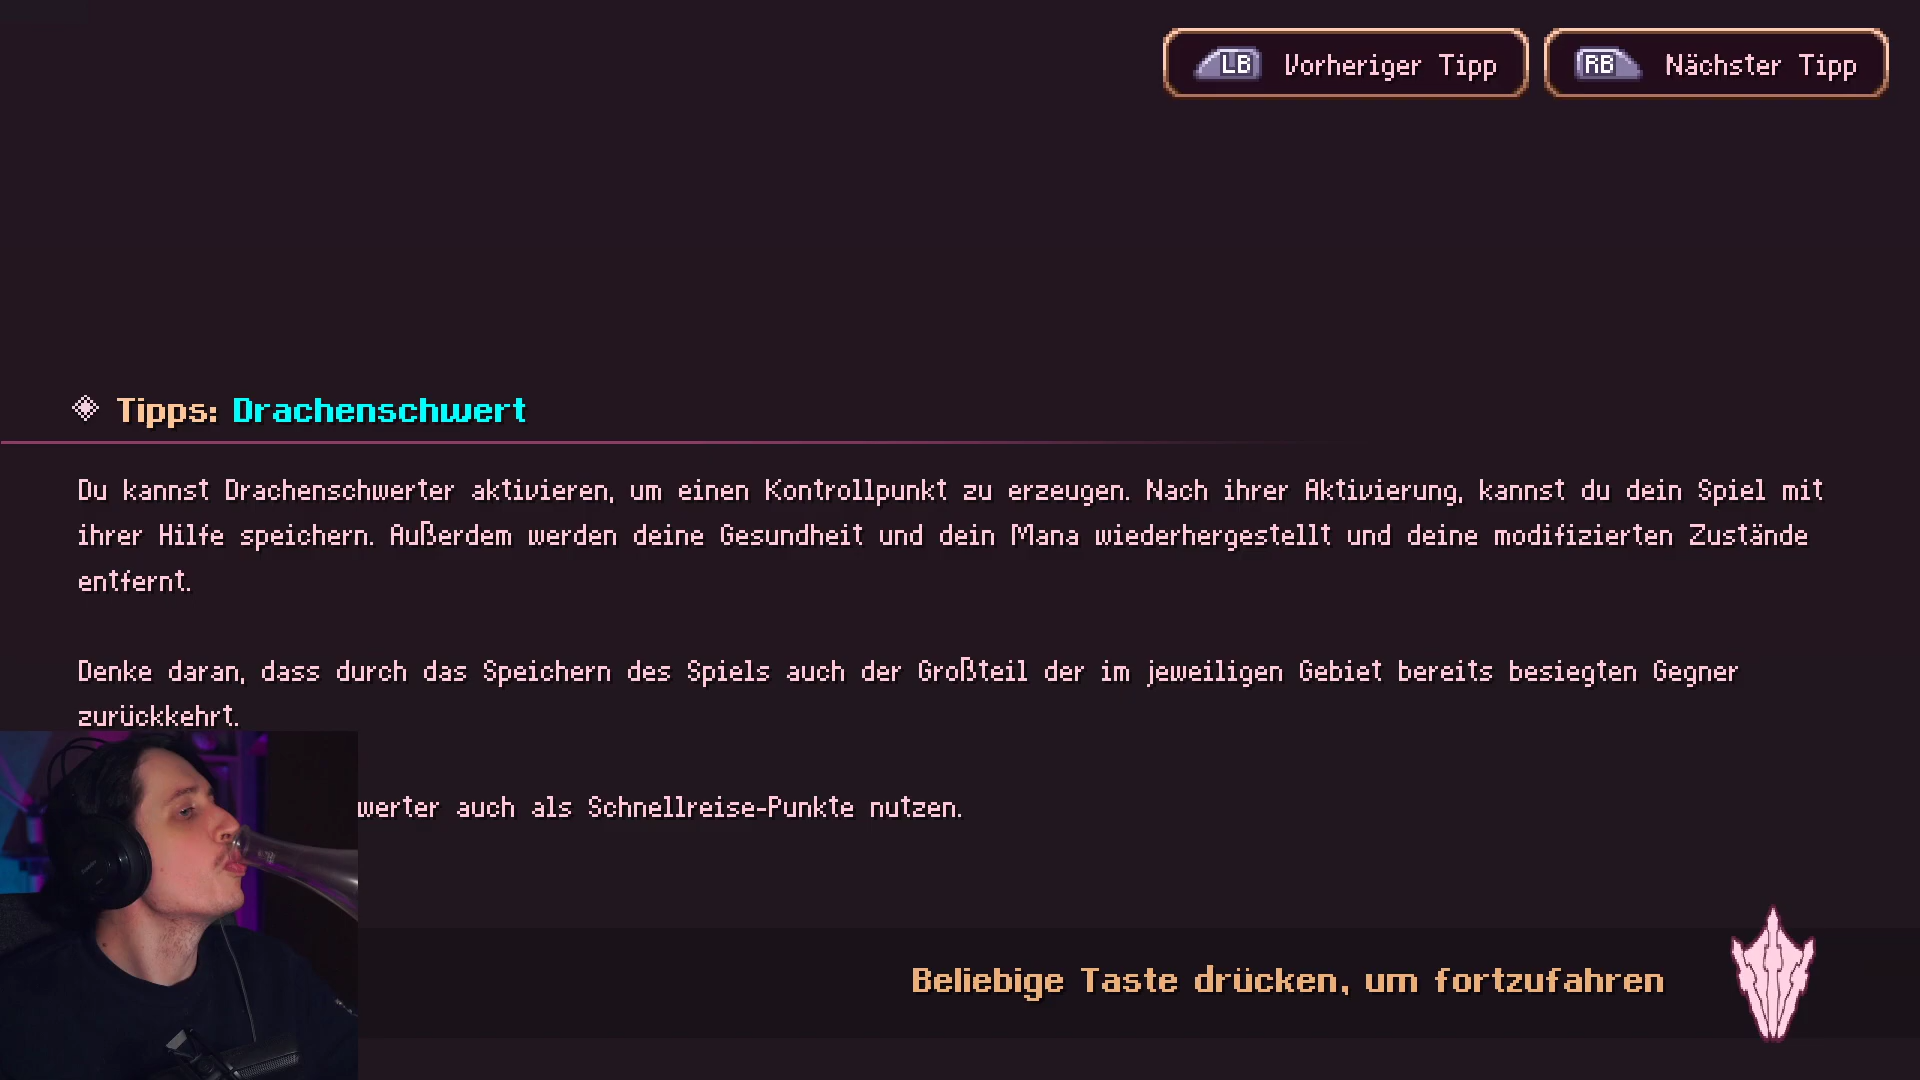 LB Vorheriger Tipp
RB Nächster Tipp
Tipps: Drachenschwert
Du kannst Drachenschwerter aktivieren, um einen Kontrollpunkt zu erzeugen. Nach ihrer Aktivierung, kannst du dein Spiel mit
ihrer Hilfe speichern. Außerdem werden deine Gesundheit und dein Mana wiederhergestellt und deine modifizierten Zustände
entfernt.
Denke daran, dass durch das Speichern des Spiels auch der Großteil der im jeweiligen Gebiet bereits besiegten Gegner
zurückkehrt.
werter auch als Schnellreise-Punkte nutzen.
Beliebige Taste drücken, um fortzufahren